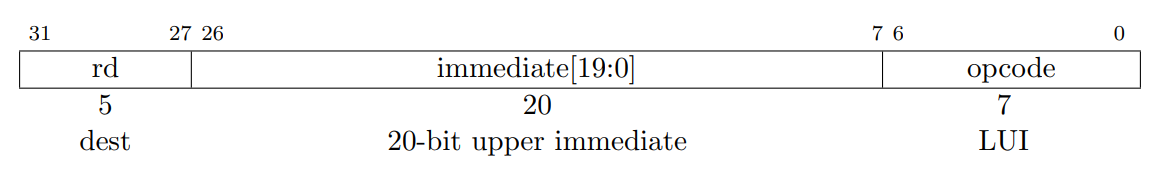 31 27 26 7 6 0
rd immediate[19:0] opcode
5 20 7
dest 20-bit upper immediate LUI